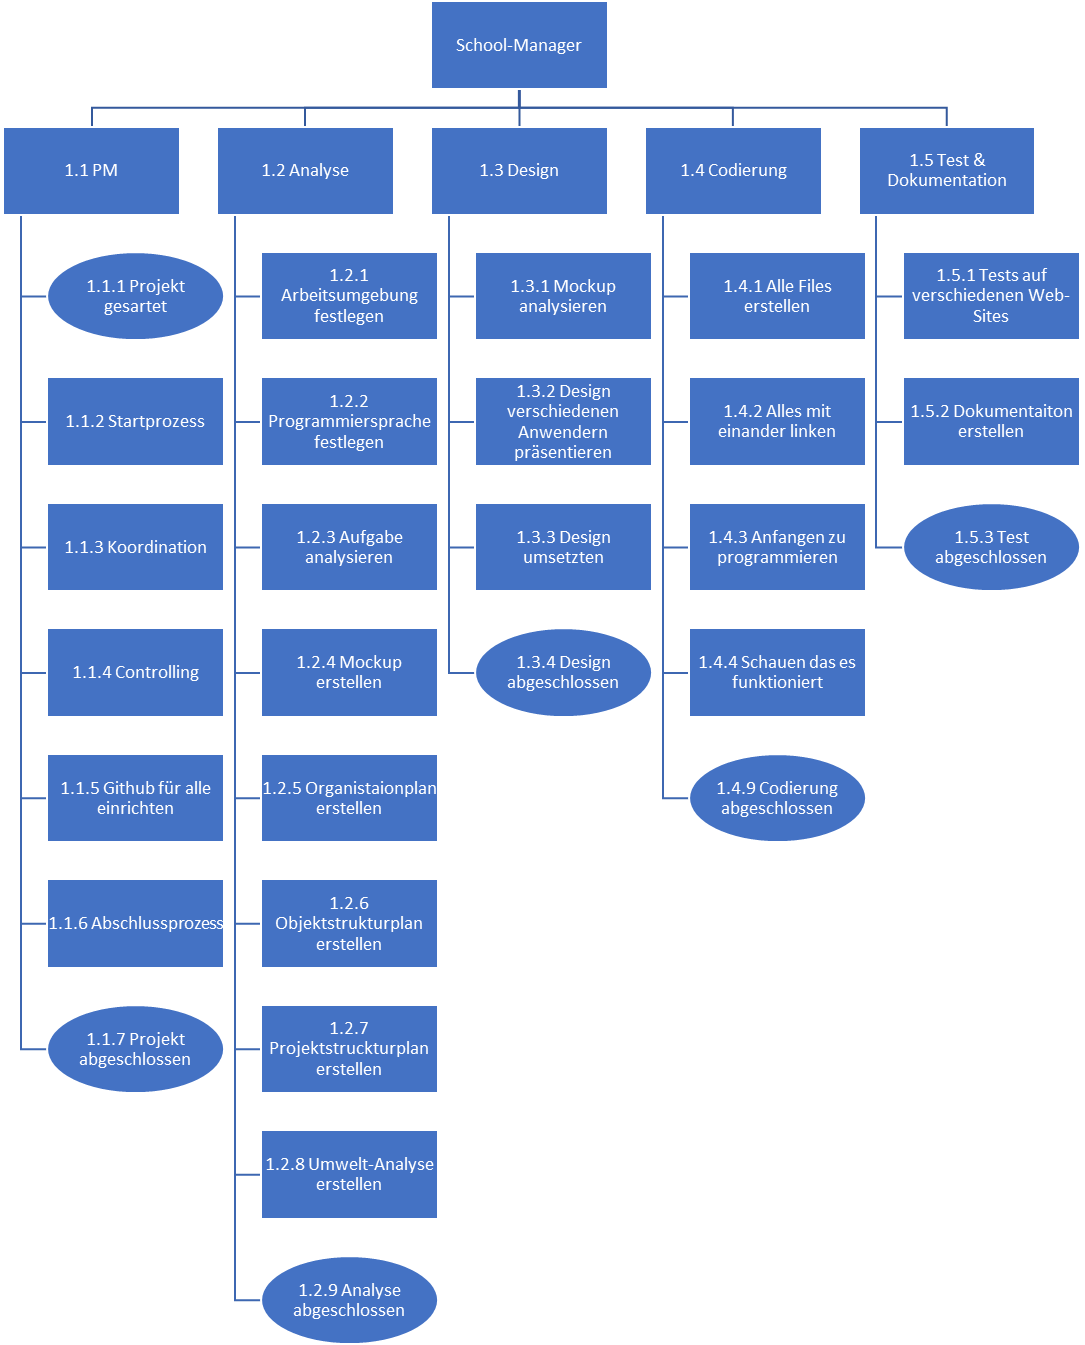 School-Manager
1.1 PM
1.2 Analyse
1.3 Design
1.4 Codierung
1.5 Test &
Dokumentation
1.1.1 Projekt
gesartet
1.1.2 Startprozess
1.1.3 Koordination
1.1.4 Controlling
1.1.5 Github für alle
einrichten
1.1.6 Abschlussprozess
1.1.7 Projekt
abgeschlossen
1.2.1
Arbeitsumgebung
festlegen
1.2.2
Programmiersprache
festlegen
1.2.3 Aufgabe
analysieren
1.2.4 Mockup
erstellen
1.2.5 Organistaionplan
erstellen
1.2.6
Objektstrukturplan
erstellen
1.2.7
Projektstruckturplan
erstellen
1.2.8 Umwelt-Analyse
erstellen
1.2.9 Analyse
abgeschlossen
1.3.1 Mockup
analysieren
1.3.2 Design
verschiedenen
Anwendern
präsentieren
1.3.3 Design
umsetzten
1.3.4 Design
abgeschlossen
1.4.1 Alle Files
erstellen
1.4.2 Alles mit
einander linken
1.4.3 Anfangen zu
programmieren
1.4.4 Schauen das es
funktioniert
1.4.9 Codierung
abgeschlossen
1.5.1 Tests auf
verschiedenen Web-
Sites
1.5.2 Dokumentaiton
erstellen
1.5.3 Test
abgeschlossen